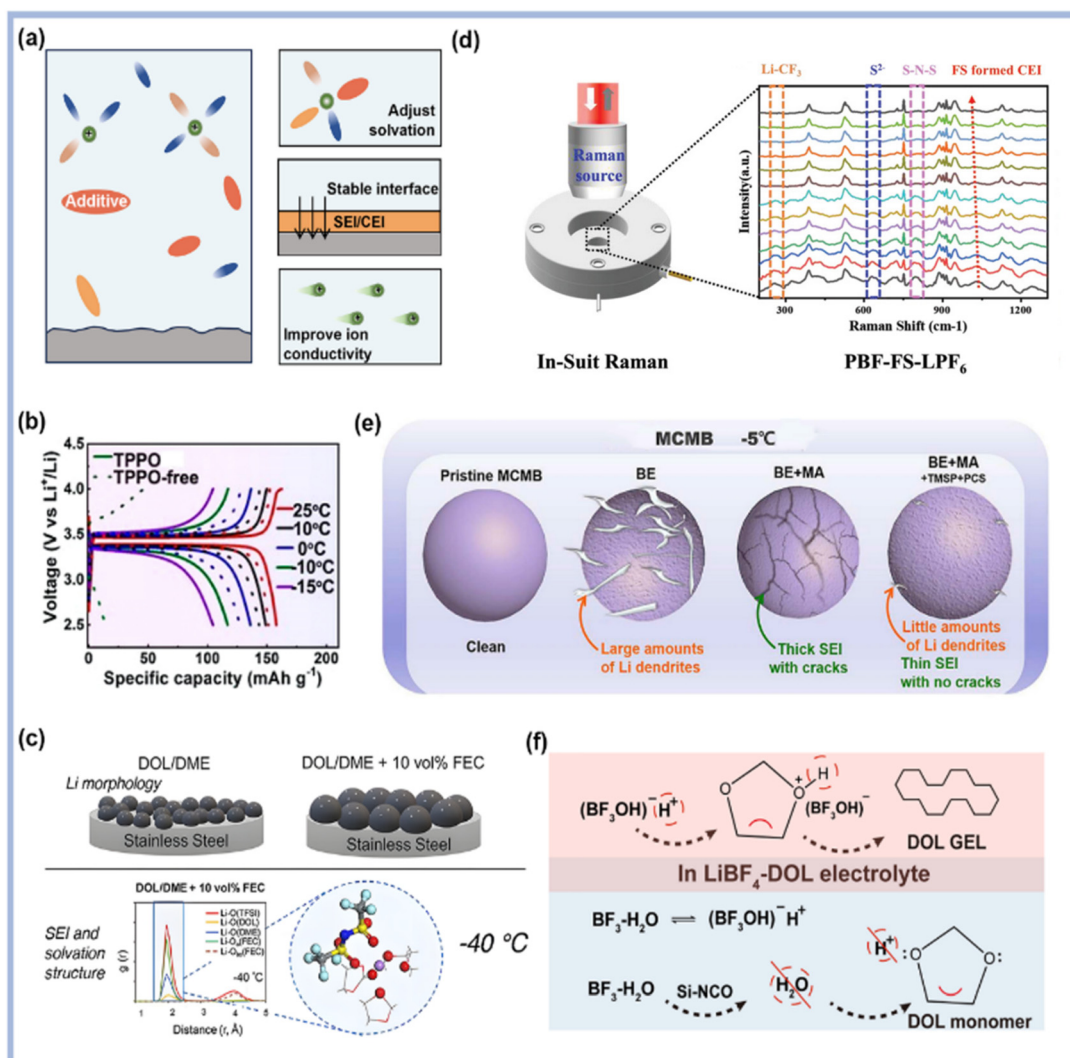 (a)
Additive
Adjust
solvation
Stable interface
SEI/CEI
Improve ion
conductivity
(d)
Raman
source
In-Suit Raman
Li-CF₃
S²⁻
S-N-S
FS formed CEI
Intensity(a.u.)
300
600
900
1200
Raman Shift (cm-1)
PBF-FS-LPF₆
(b)
TPPO
TPPO-free
25°C
10°C
0°C
-10°C
-15°C
Voltage (V vs Li⁺/Li)
4.5
4.0
3.5
3.0
2.5
0
50
100
150
200
Specific capacity (mAh g⁻¹)
(e)
MCMB -5℃
Pristine MCMB
Clean
BE
Large amounts
of Li dendrites
BE+MA
Thick SEI
with cracks
BE+MA
+TMSP+PCS
Little amounts
of Li dendrites
Thin SEI
with no cracks
(c)
DOL/DME
Li morphology
Stainless Steel
DOL/DME + 10 vol% FEC
Stainless Steel
SEI and
solvation
structure
DOL/DME + 10 vol% FEC
Li-O(TFSI)
Li-O(DOL)
Li-O(DME)
-40 ℃
g (r)
1
2
3
4
5
Distance (r, Å)
-40 °C
(f)
(BF₃OH)⁻H⁺
O
O
+
H
(BF₃OH)⁻
DOL GEL
In LiBF₄-DOL electrolyte
BF₃-H₂O ⇌ (BF₃OH)⁻H⁺
BF₃-H₂O
Si-NCO
H₂O
H⁺
:O
O:
DOL monomer